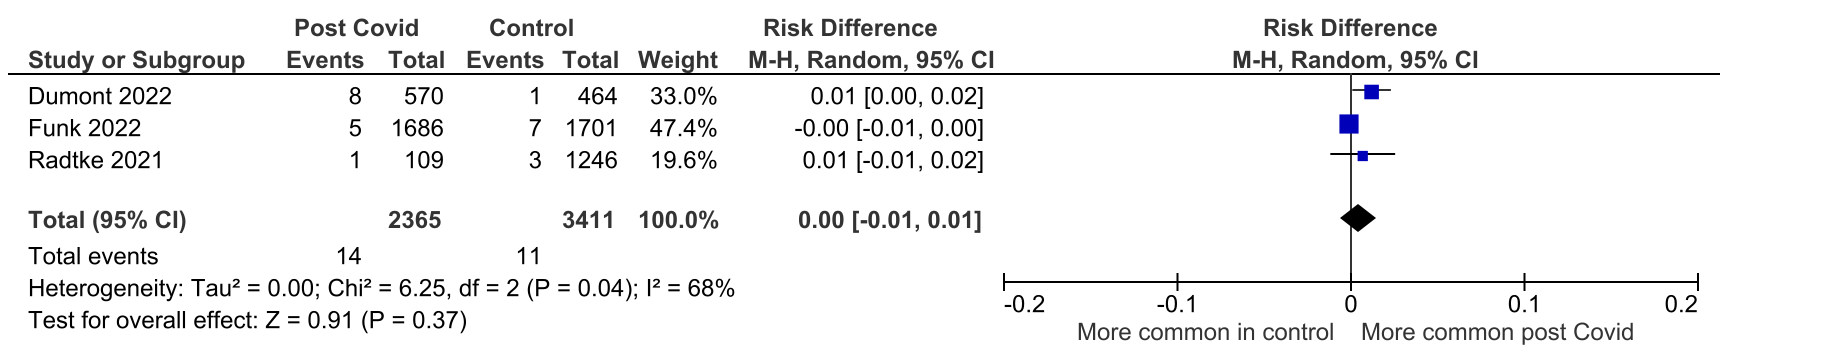 Post Covid Control Risk Difference Risk Difference
Study or Subgroup Events Total Events Total Weight M-H, Random, 95% CI M-H, Random, 95% CI
Dumont 2022 8 570 1 464 33.0% 0.01 [0.00, 0.02]
Funk 2022 5 1686 7 1701 47.4% -0.00 [-0.01, 0.00]
Radtke 2021 1 109 3 1246 19.6% 0.01 [-0.01, 0.02]
Total (95% CI) 2365 3411 100.0% 0.00 [-0.01, 0.01]
Total events 14 11
Heterogeneity: Tau² = 0.00; Chi² = 6.25, df = 2 (P = 0.04); I² = 68%
Test for overall effect: Z = 0.91 (P = 0.37)
-0.2 -0.1 0 0.1 0.2
More common in control More common post Covid